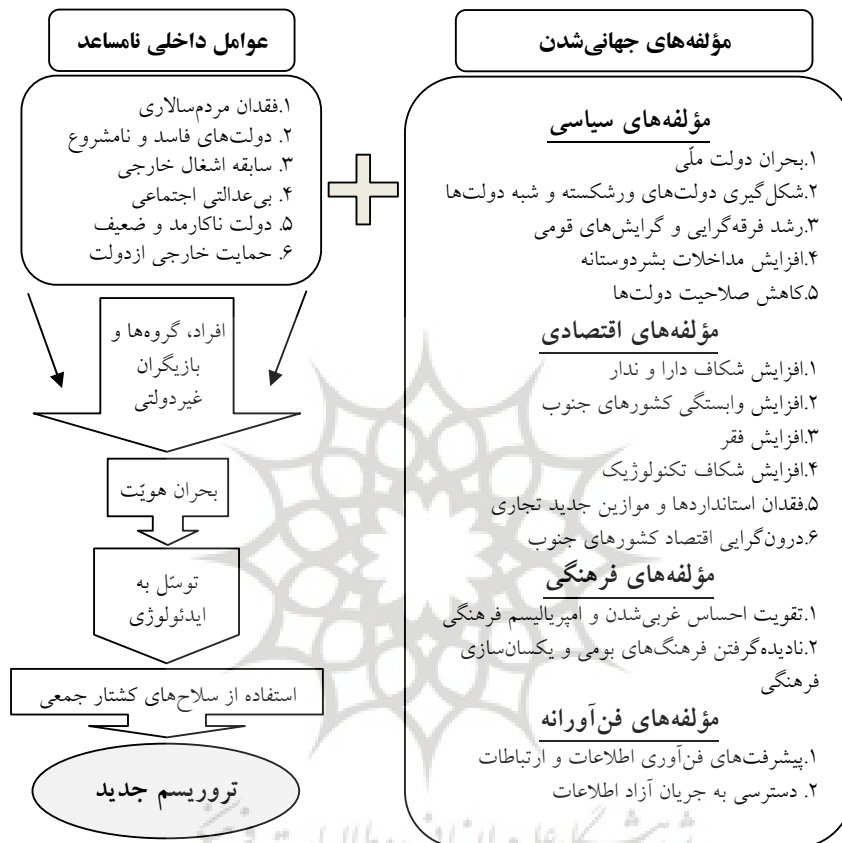 مؤلفه‌های جهانی‌شدن
مؤلفه‌های سیاسی
۱.بحران دولت ملّی
۲.شکل‌گیری دولت‌های ورشکسته و شبه دولت‌ها
۳.رشد فرقه‌گرایی و گرایش‌های قومی
۴.افزایش مداخلات بشردوستانه
۵.کاهش صلاحیت دولت‌ها
مؤلفه‌های اقتصادی
۱.افزایش شکاف دارا و ندار
۲.افزایش وابستگی کشورهای جنوب
۳.افزایش فقر
۴.افزایش شکاف تکنولوژیک
۵.فقدان استانداردها و موازین جدید تجاری
۶.درون‌گرایی اقتصاد کشورهای جنوب
مؤلفه‌های فرهنگی
۱.تقویت احساس غربی‌شدن و امپریالیسم فرهنگی
۲.نادیده‌گرفتن فرهنگ‌های بومی و یکسان‌سازی
فرهنگی
مؤلفه‌های فن‌آورانه
۱.پیشرفت‌های فن‌آوری اطلاعات و ارتباطات
۲. دسترسی به جریان آزاد اطلاعات
عوامل داخلی نامساعد
۱.فقدان مردم‌سالاری
۲. دولت‌های فاسد و نامشروع
۳. سابقه اشغال خارجی
۴. بی‌عدالتی اجتماعی
۵. دولت ناکارمد و ضعیف
۶. حمایت خارجی ازدولت
افراد، گروه‌ها و
بازیگران
غیردولتی
بحران هویّت
توسّل به
ایدئولوژی
استفاده از سلاح‌های کشتار جمعی
تروریسم جدید